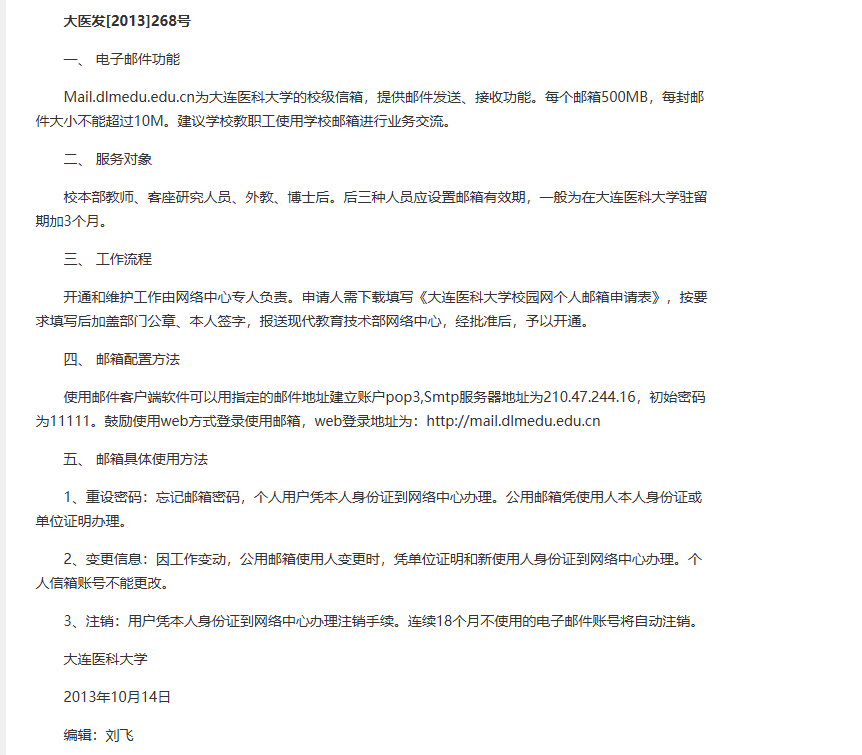 大医发[2013]268号
一、 电子邮件功能
Mail.dlmedu.edu.cn为大连医科大学的校级信箱，提供邮件发送、接收功能。每个邮箱500MB，每封邮
件大小不能超过10M。建议学校教职工使用学校邮箱进行业务交流。
二、 服务对象
校本部教师、客座研究人员、外教、博士后。后三种人员应设置邮箱有效期，一般为在大连医科大学驻留
期加3个月。
三、 工作流程
开通和维护工作由网络中心专人负责。申请人需下载填写《大连医科大学校园网个人邮箱申请表》，按要
求填写后加盖部门公章、本人签字，报送现代教育技术部网络中心，经批准后，予以开通。
四、 邮箱配置方法
使用邮件客户端软件可以用指定的邮件地址建立账户pop3,Smtp服务器地址为210.47.244.16，初始密码
为11111。鼓励使用web方式登录使用邮箱，web登录地址为：http://mail.dlmedu.edu.cn
五、 邮箱具体使用方法
1、重设密码：忘记邮箱密码，个人用户凭本人身份证到网络中心办理。公用邮箱凭使用人本人身份证或
单位证明办理。
2、变更信息：因工作变动，公用邮箱使用人变更时，凭单位证明和新使用人身份证到网络中心办理。个
人信箱账号不能更改。
3、注销：用户凭本人身份证到网络中心办理注销手续。连续18个月不使用的电子邮件账号将自动注销。
大连医科大学
2013年10月14日
编辑：刘飞